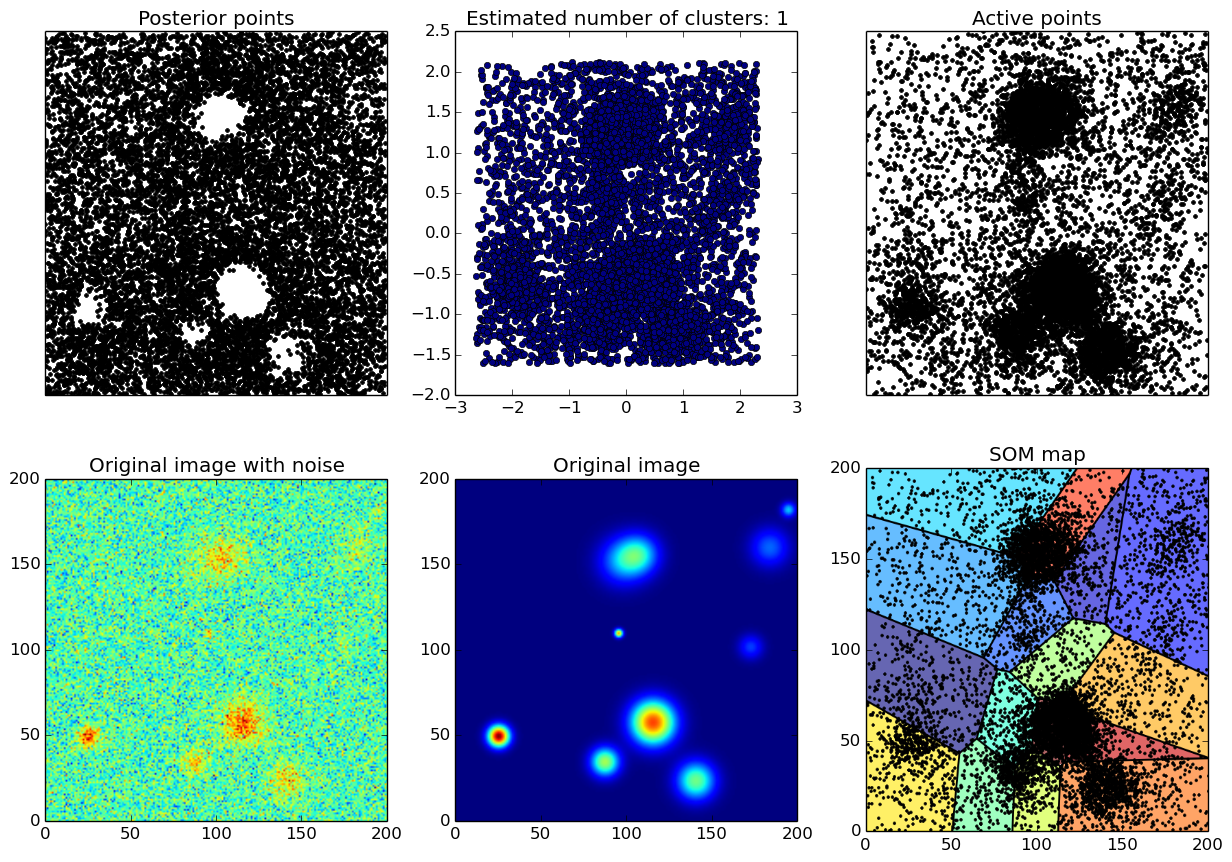 Posterior points
Estimated number of clusters: 1
Active points
2.5
2.0
1.5
1.0
0.5
0.0
−0.5
−1.0
−1.5
−2.0
−3 −2 −1 0 1 2 3
Original image with noise
Original image
SOM map
200
150
100
50
0
0 50 100 150 200
200
150
100
50
0
0 50 100 150 200
200
150
100
50
0
0 50 100 150 200